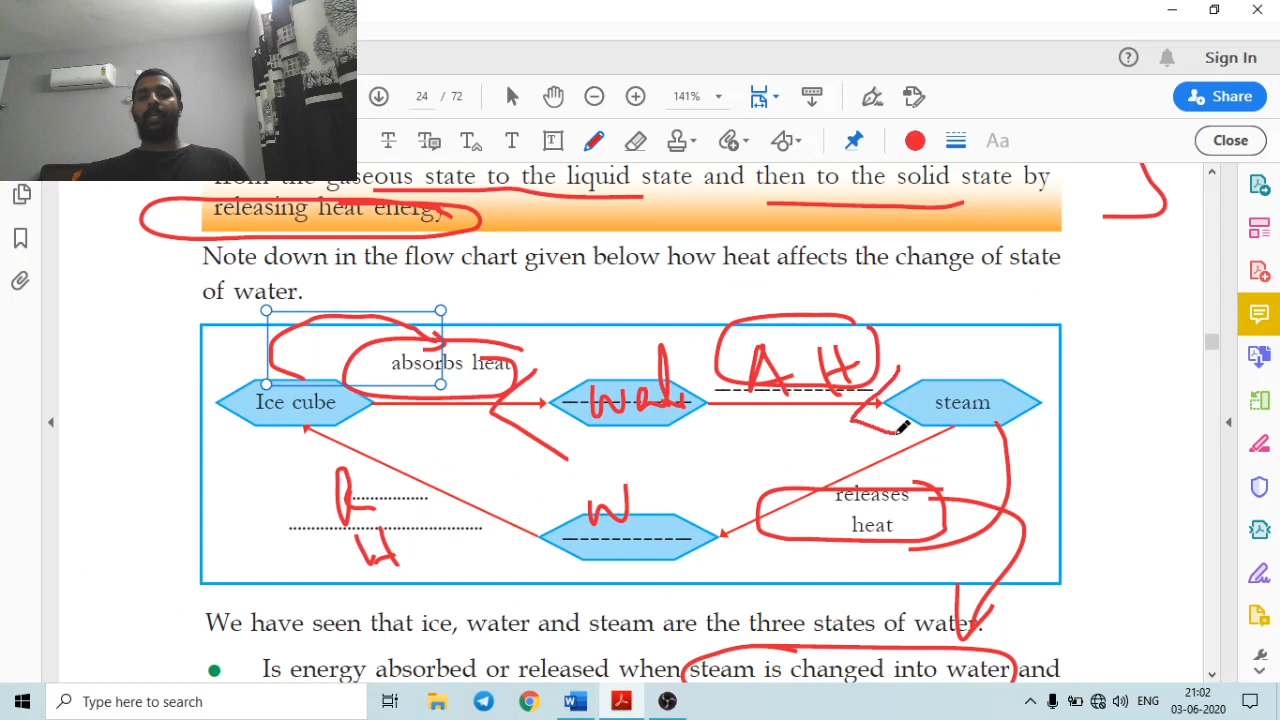 Sign In
24 / 72
141%
Share
T T T T T
Aa
Close
from the gaseous state to the liquid state and then to the solid state by
releasing heat energy
Note down in the flow chart given below how heat affects the change of state
of water.
absorbs heat
A H
Ice cube
steam
releases
heat
R
H
W
We have seen that ice, water and steam are the three states of water.
Is energy absorbed or released when steam is changed into water and
Type here to search
ENG
21:02
03-06-2020